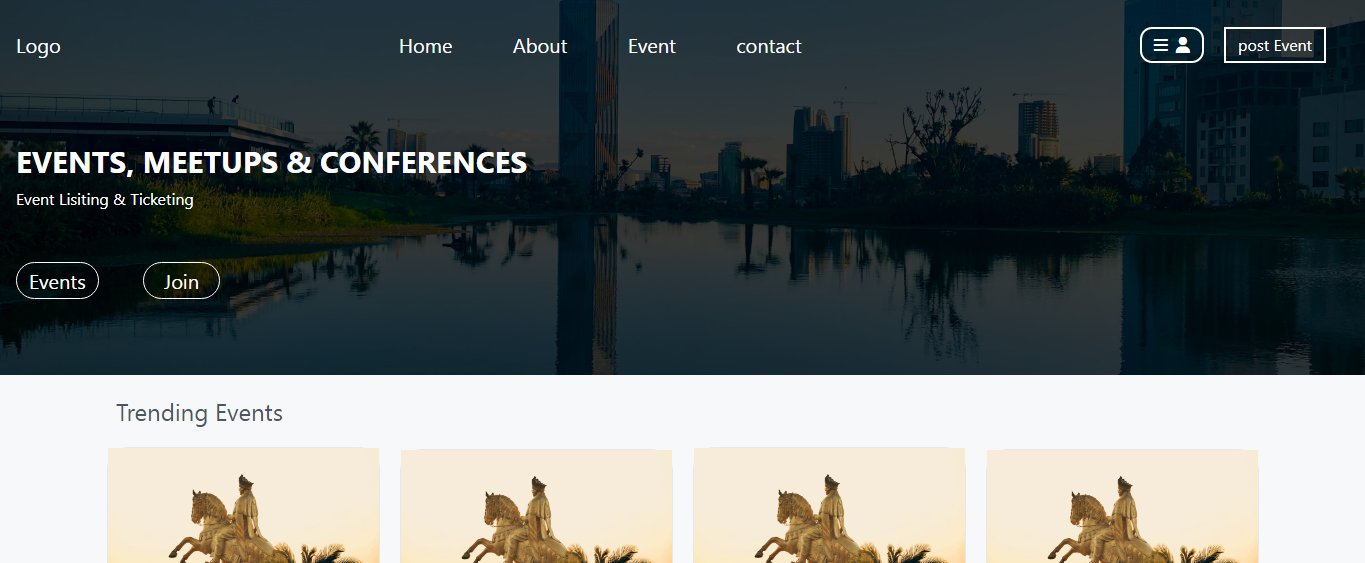 Logo
Home
About
Event
contact
post Event
EVENTS, MEETUPS & CONFERENCES
Event Lisiting & Ticketing
Events
Join
Trending Events